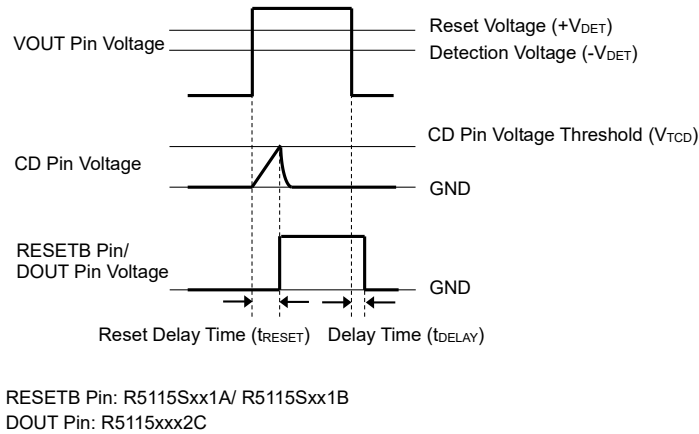 Reset Voltage (+VDET)
VOUT Pin Voltage
Detection Voltage (-VDET)
CD Pin Voltage Threshold (VTCD)
CD Pin Voltage
GND
RESETB Pin/
DOUT Pin Voltage
GND
Reset Delay Time (tRESET) Delay Time (tDELAY)
RESETB Pin: R5115Sxx1A/ R5115Sxx1B
DOUT Pin: R5115xxx2C